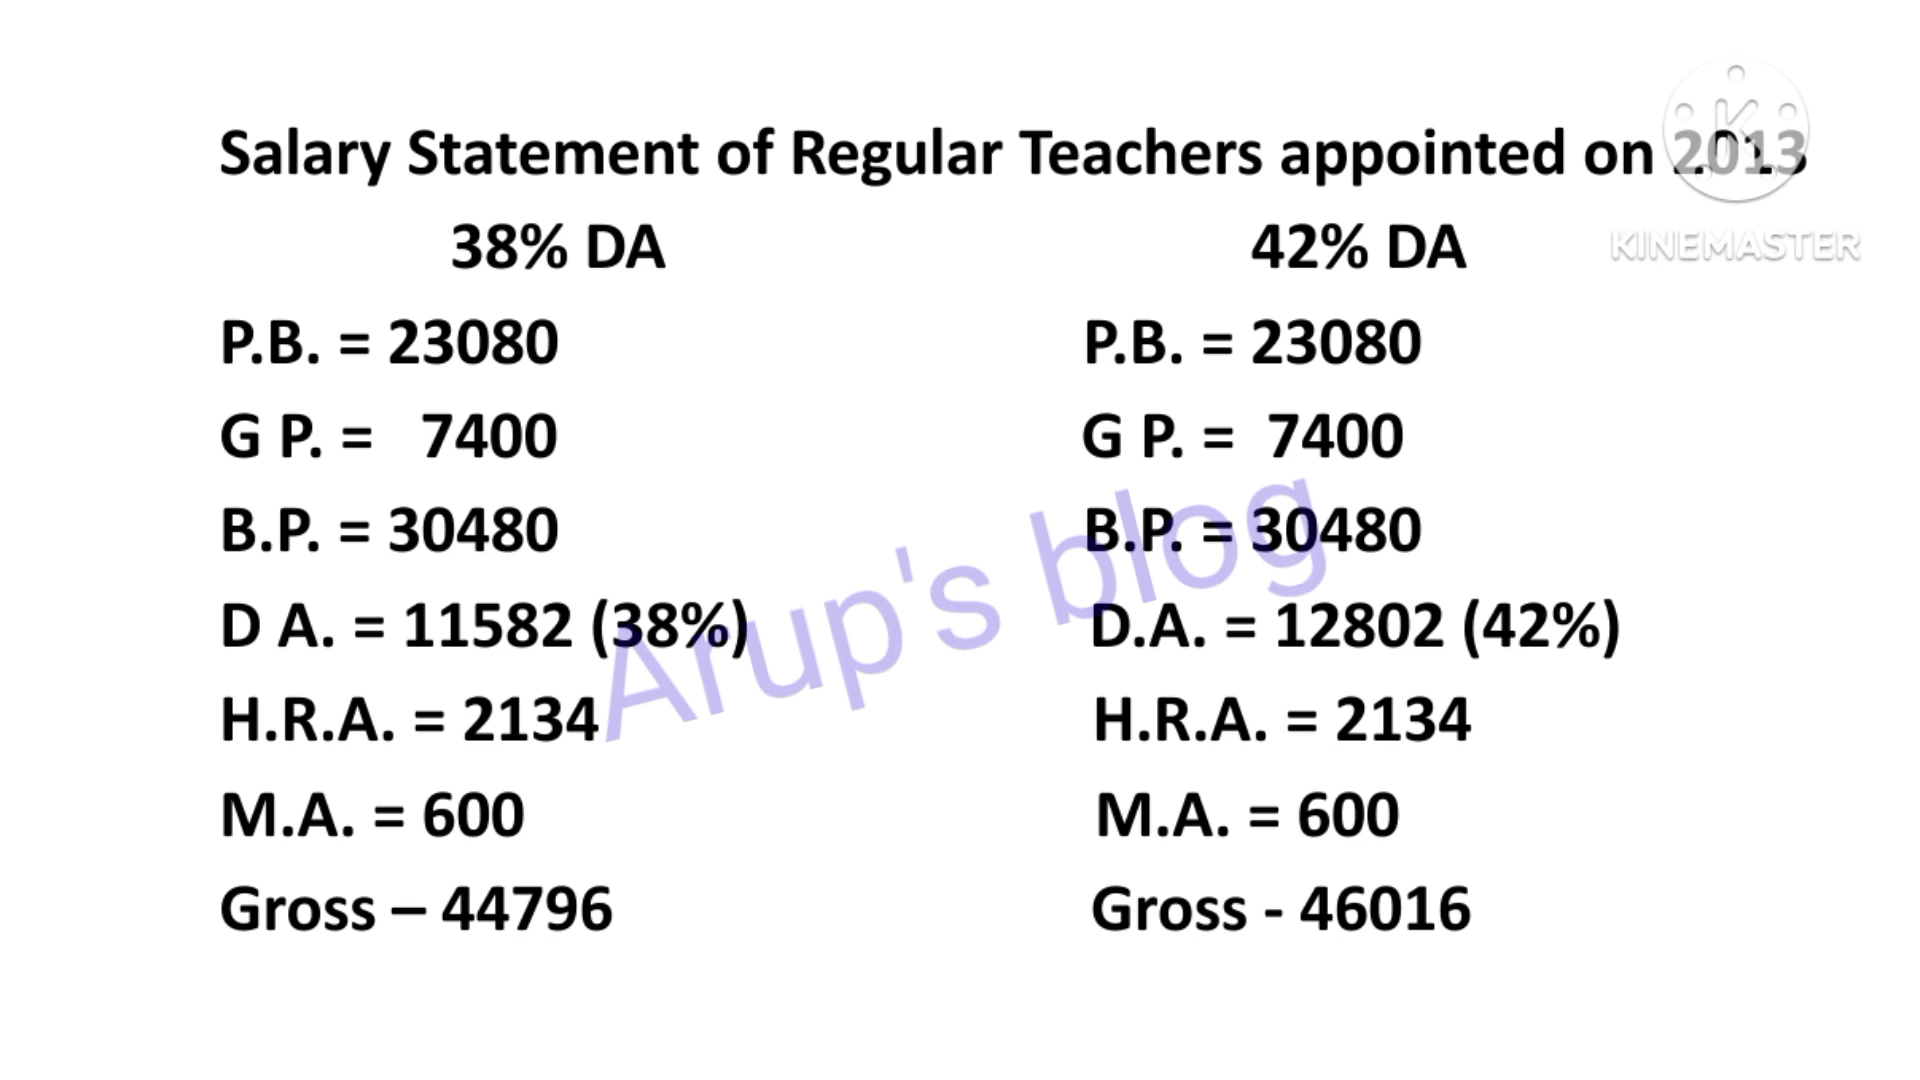 Salary Statement of Regular Teachers appointed on 2013
KINEMASTER
38% DA 42% DA
P.B. = 23080 P.B. = 23080
G P. = 7400 G P. = 7400
B.P. = 30480 B.P. = 30480
D A. = 11582 (38%) D.A. = 12802 (42%)
H.R.A. = 2134 H.R.A. = 2134
M.A. = 600 M.A. = 600
Gross – 44796 Gross - 46016
Arup's blog